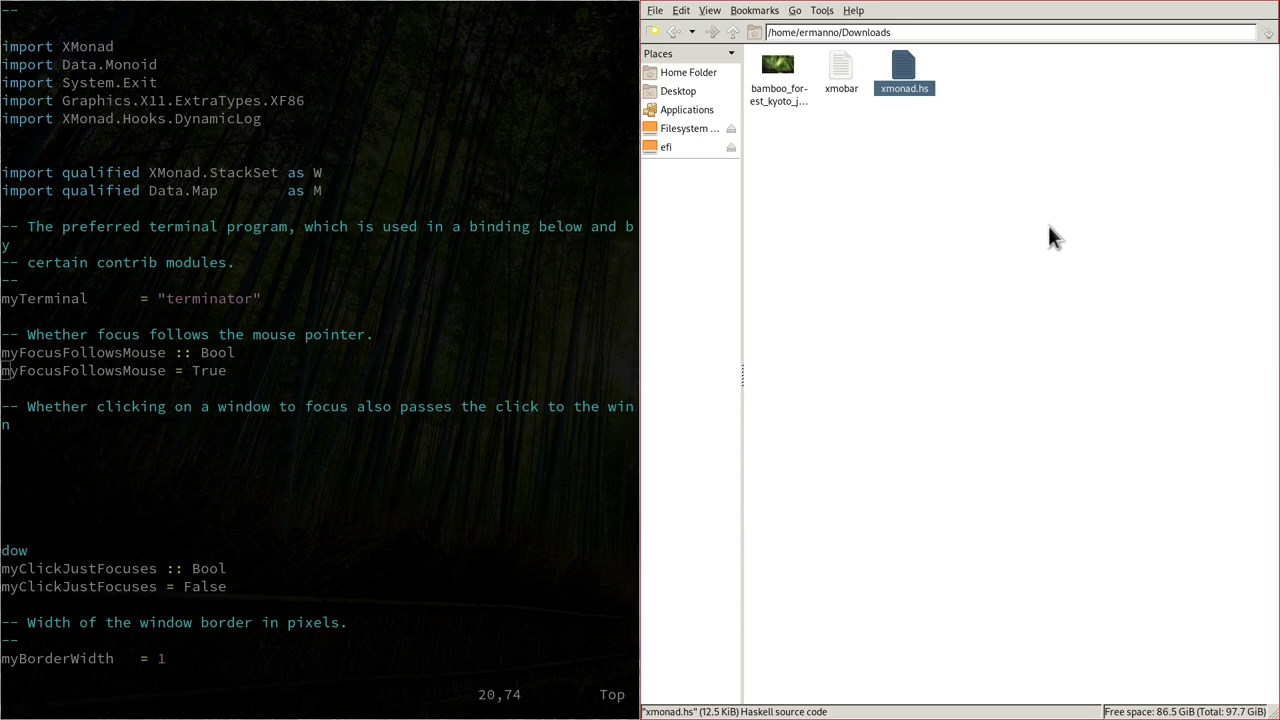 --
import XMonad
import Data.Monoid
import System.Exit
import Graphics.X11.ExtraTypes.XF86
import XMonad.Hooks.DynamicLog
import qualified XMonad.StackSet as W
import qualified Data.Map        as M
-- The preferred terminal program, which is used in a binding below and b
y
-- certain contrib modules.
--
myTerminal      = "terminator"
-- Whether focus follows the mouse pointer.
myFocusFollowsMouse :: Bool
myFocusFollowsMouse = True
-- Whether clicking on a window to focus also passes the click to the win
n
dow
myClickJustFocuses :: Bool
myClickJustFocuses = False
-- Width of the window border in pixels.
--
myBorderWidth   = 1
20,74 Top
File Edit View Bookmarks Go Tools Help
/home/ermanno/Downloads
Places
Home Folder
Desktop
Applications
Filesystem ...
efi
bamboo_for-
est_kyoto_j...
xmobar
xmonad.hs
"xmonad.hs" (12.5 KiB) Haskell source code
Free space: 86.5 GiB (Total: 97.7 GiB)